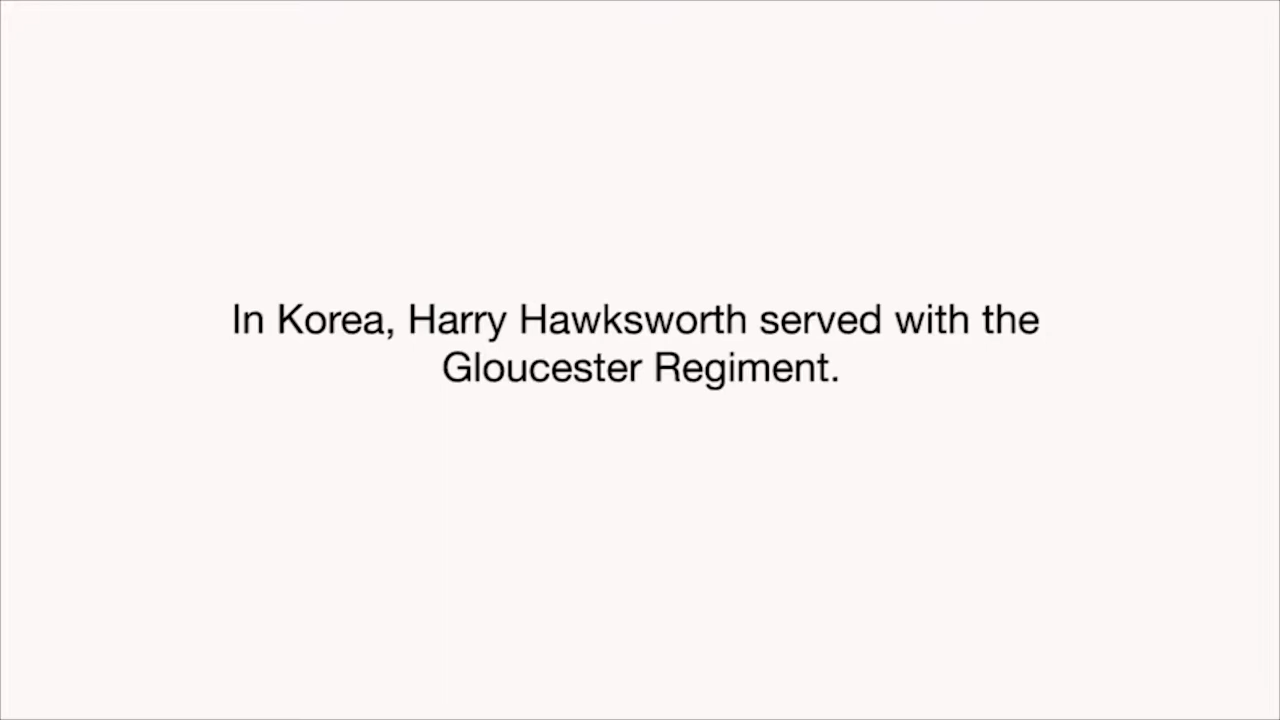 In Korea, Harry Hawksworth served with the
Gloucester Regiment.